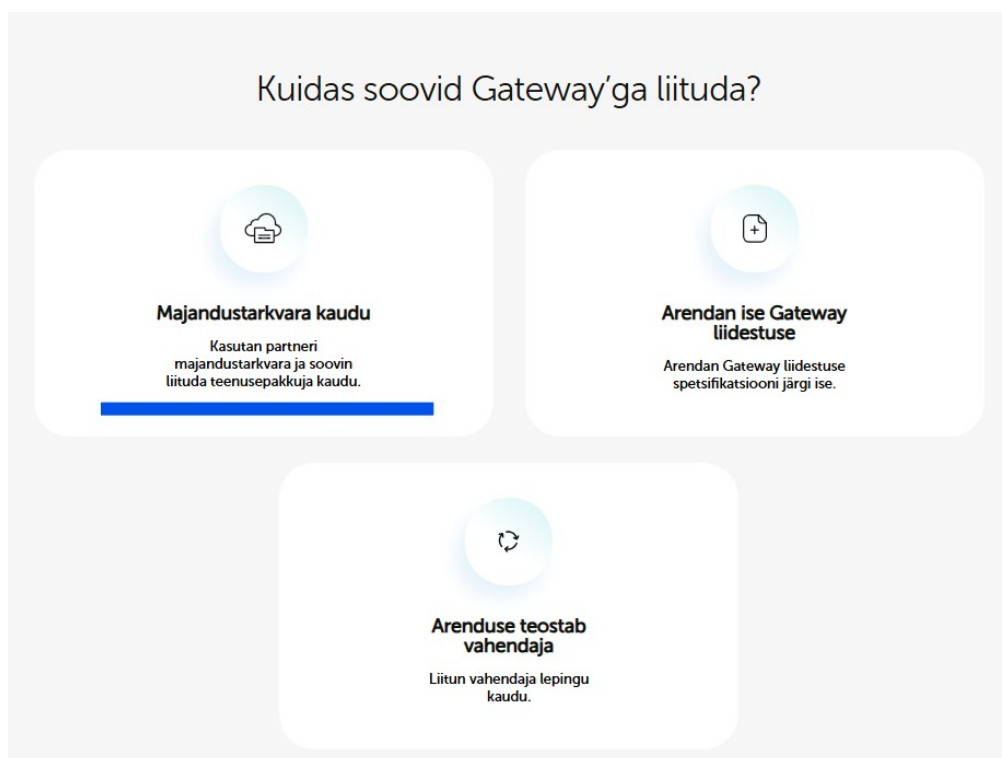 Kuidas soovid Gateway’ga liituda?
Majandustarkvara kaudu
Kasutan partneri
majandustarkvara ja soovin
liituda teenusepakkuja kaudu.
Arendan ise Gateway
liidestuse
Arendan Gateway liidestuse
spetsifikatsiooni järgi ise.
Arenduse teostab
vahendaja
Liitun vahendaja lepingu
kaudu.